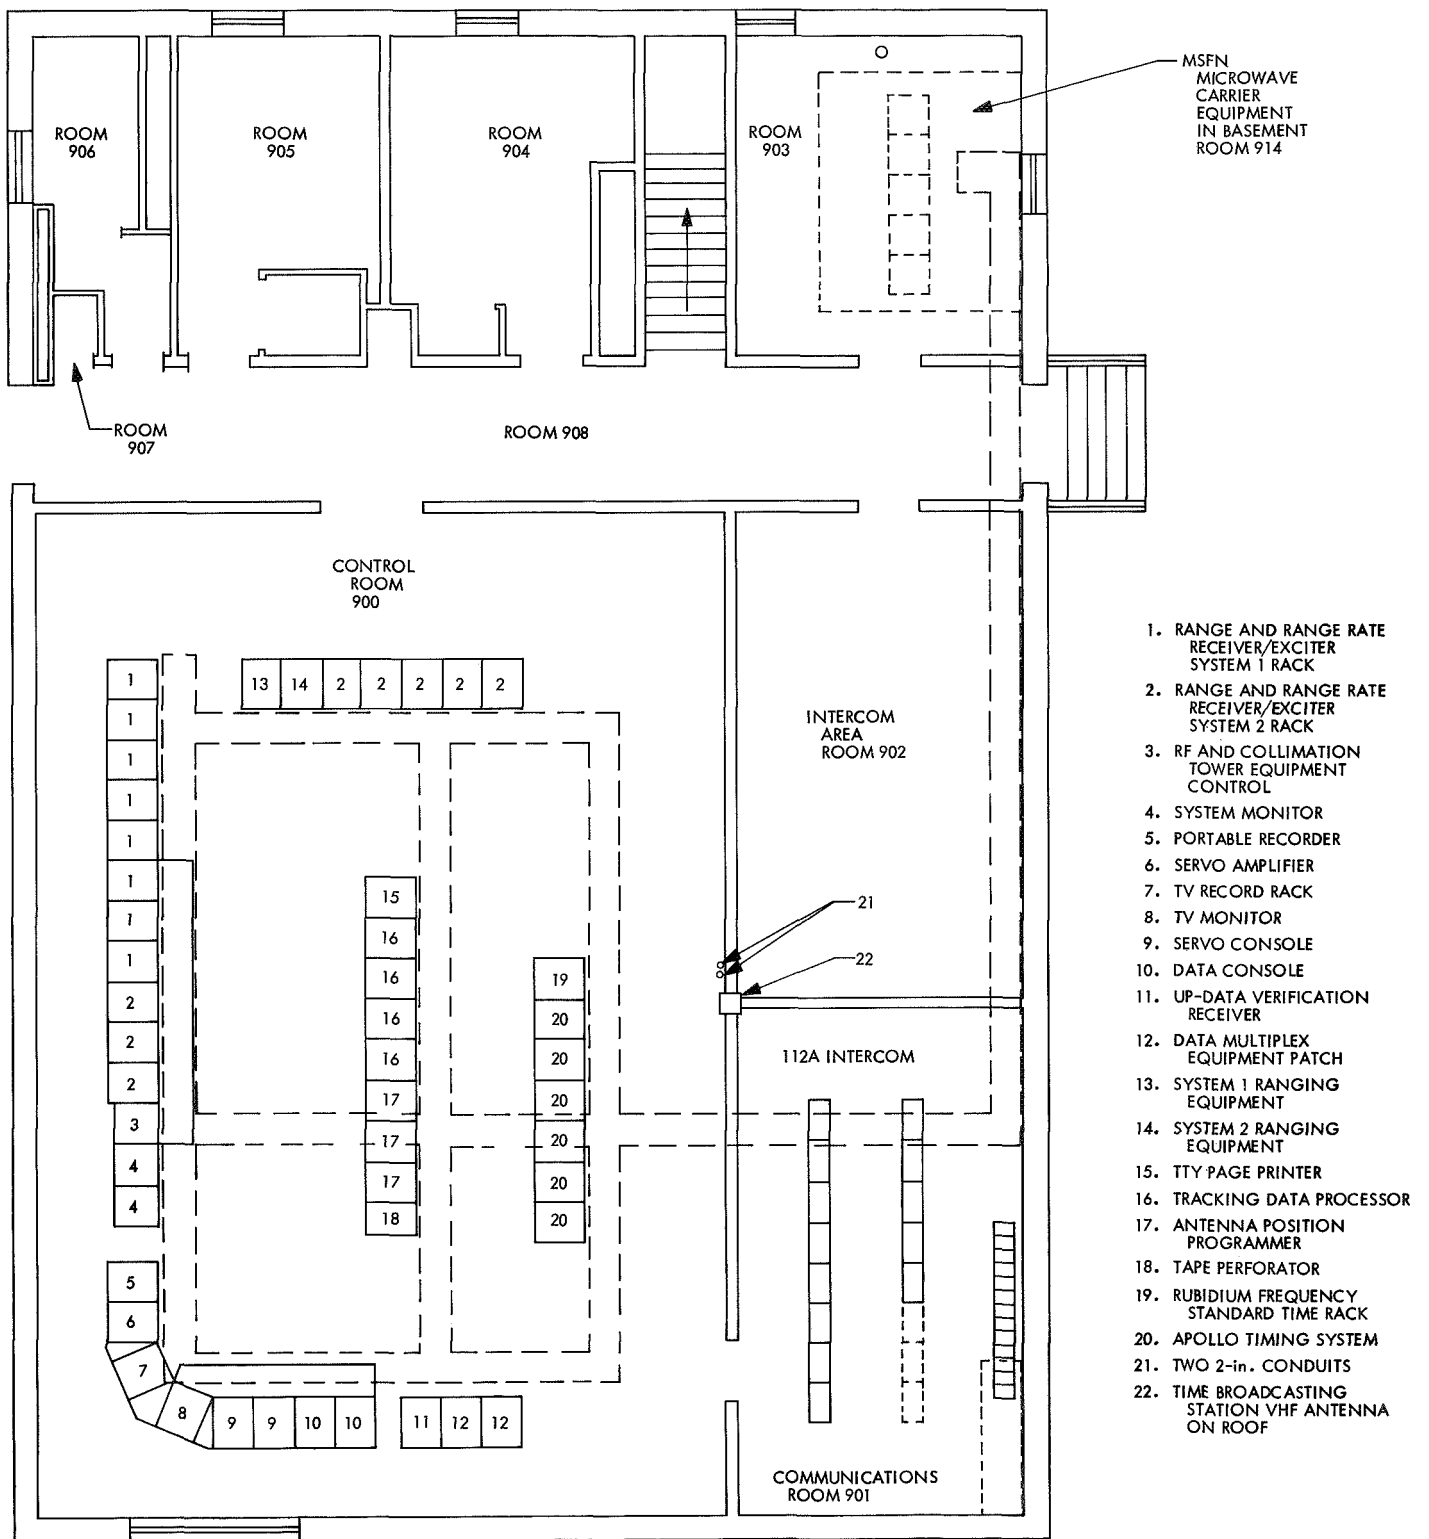 ROOM
906
ROOM
905
ROOM
904
ROOM
903
MSFN
MICROWAVE
CARRIER
EQUIPMENT
IN BASEMENT
ROOM 914
ROOM
907
ROOM 908
CONTROL
ROOM
900
13 14 2 2 2 2 2
1
1
1
1
1
1
1
1
2
2
2
3
4
4
5
6
7
8
9 9 10 10
11 12 12
15
16
16
16
16
17
17
17
18
19
20
20
20
20
20
20
INTERCOM
AREA
ROOM 902
21
22
112A INTERCOM
COMMUNICATIONS
ROOM 901
1. RANGE AND RANGE RATE
RECEIVER/EXCITER
SYSTEM 1 RACK
2. RANGE AND RANGE RATE
RECEIVER/EXCITER
SYSTEM 2 RACK
3. RF AND COLLIMATION
TOWER EQUIPMENT
CONTROL
4. SYSTEM MONITOR
5. PORTABLE RECORDER
6. SERVO AMPLIFIER
7. TV RECORD RACK
8. TV MONITOR
9. SERVO CONSOLE
10. DATA CONSOLE
11. UP-DATA VERIFICATION
RECEIVER
12. DATA MULTIPLEX
EQUIPMENT PATCH
13. SYSTEM 1 RANGING
EQUIPMENT
14. SYSTEM 2 RANGING
EQUIPMENT
15. TTY PAGE PRINTER
16. TRACKING DATA PROCESSOR
17. ANTENNA POSITION
PROGRAMMER
18. TAPE PERFORATOR
19. RUBIDIUM FREQUENCY
STANDARD TIME RACK
20. APOLLO TIMING SYSTEM
21. TWO 2-in. CONDUITS
22. TIME BROADCASTING
STATION VHF ANTENNA
ON ROOF